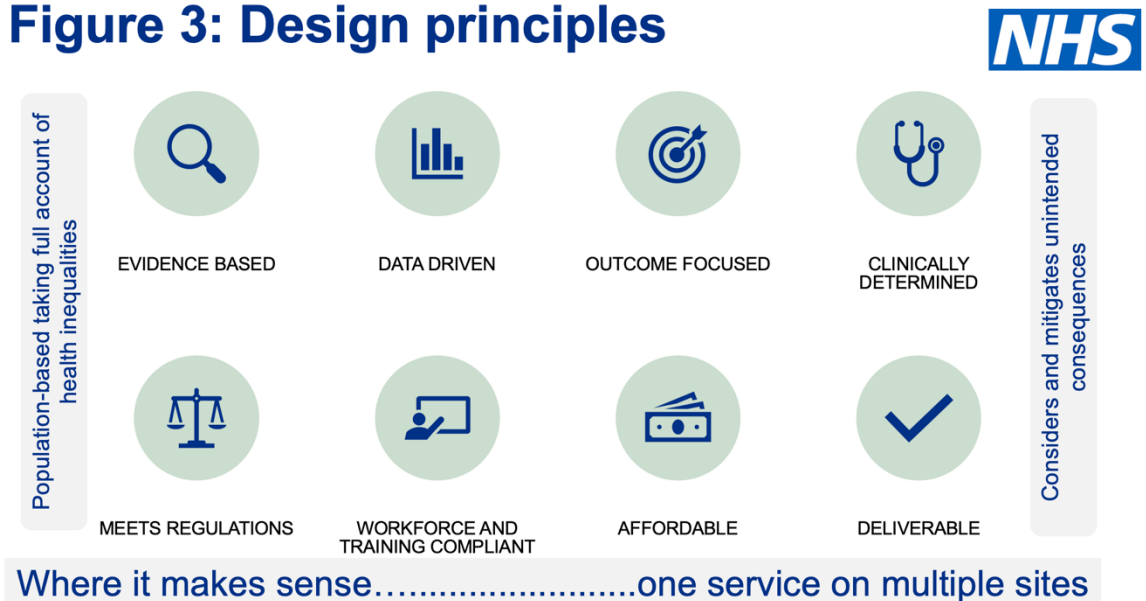 Figure 3: Design principles
NHS
Population-based taking full account of
health inequalities
EVIDENCE BASED
DATA DRIVEN
OUTCOME FOCUSED
CLINICALLY
DETERMINED
MEETS REGULATIONS
WORKFORCE AND
TRAINING COMPLIANT
AFFORDABLE
DELIVERABLE
Considers and mitigates unintended
consequences
Where it makes sense…..........................one service on multiple sites